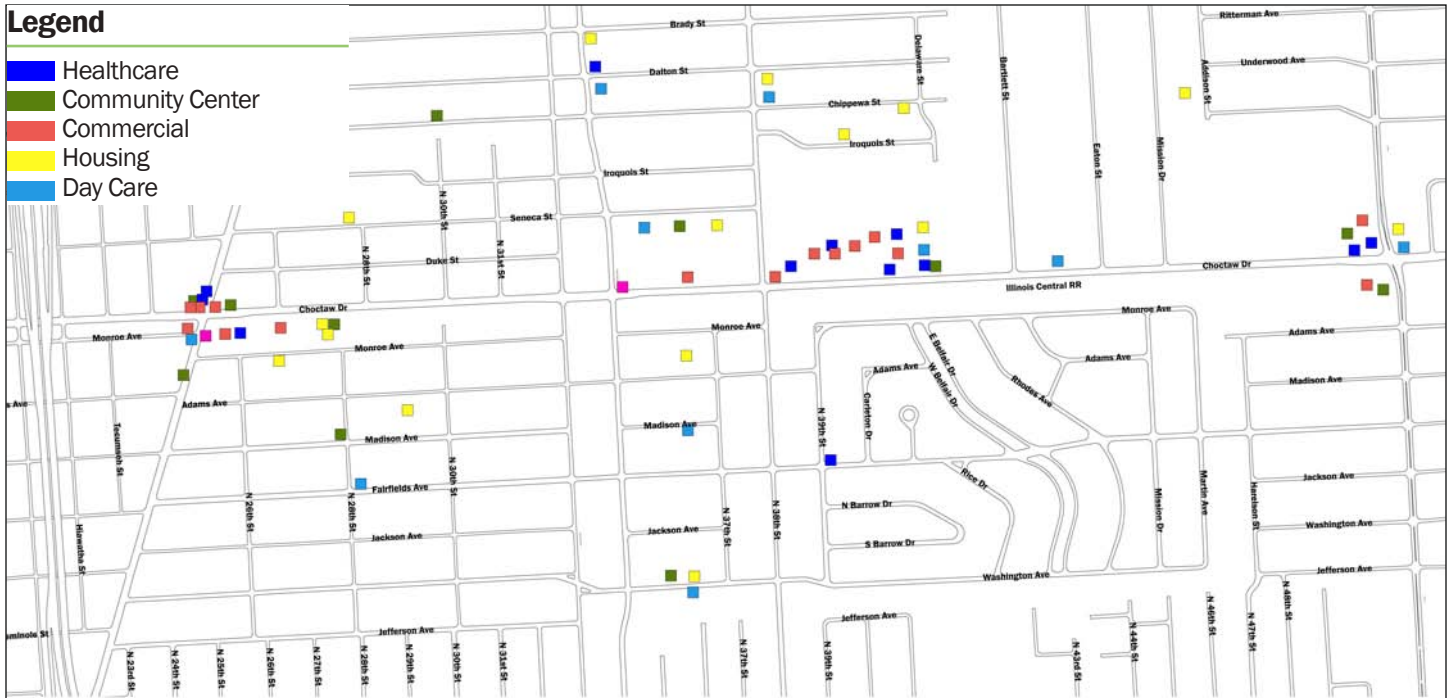 Legend
Healthcare
Community Center
Commercial
Housing
Day Care
Brady St
Ritterman Ave
Delaware St
Bartlett St
Dalton St
Underwood Ave
Addison St
Chippewa St
Iroquois St
Eaton St
Mission Dr
Iroquois St
N 30th St
Seneca St
N 28th St
N 31st St
Duke St
Choctaw Dr
Illinois Central RR
Choctaw Dr
Monroe Ave
Monroe Ave
Monroe Ave
Monroe Ave
Adams Ave
E Belfair Dr
W Belfair Dr
Adams Ave
Adams Ave
Rhodes Ave
Madison Ave
s Ave
Adams Ave
Carleton Dr
N 39th St
Tecumseh St
Madison Ave
Madison Ave
N 30th St
Fairfields Ave
Rice Dr
Jackson Ave
N 26th St
N 28th St
N 37th St
N 38th St
N Barrow Dr
Mission Dr
Martin Ave
Harelson St
Hiawatha St
Jackson Ave
Jackson Ave
S Barrow Dr
Washington Ave
Washington Ave
Jefferson Ave
Jefferson Ave
Jefferson Ave
aminole St
N 23rd St
N 24th St
N 25th St
N 26th St
N 27th St
N 28th St
N 29th St
N 30th St
N 31st St
N 37th St
N 39th St
N 43rd St
N 44th St
N 46th St
N 47th St
N 48th St